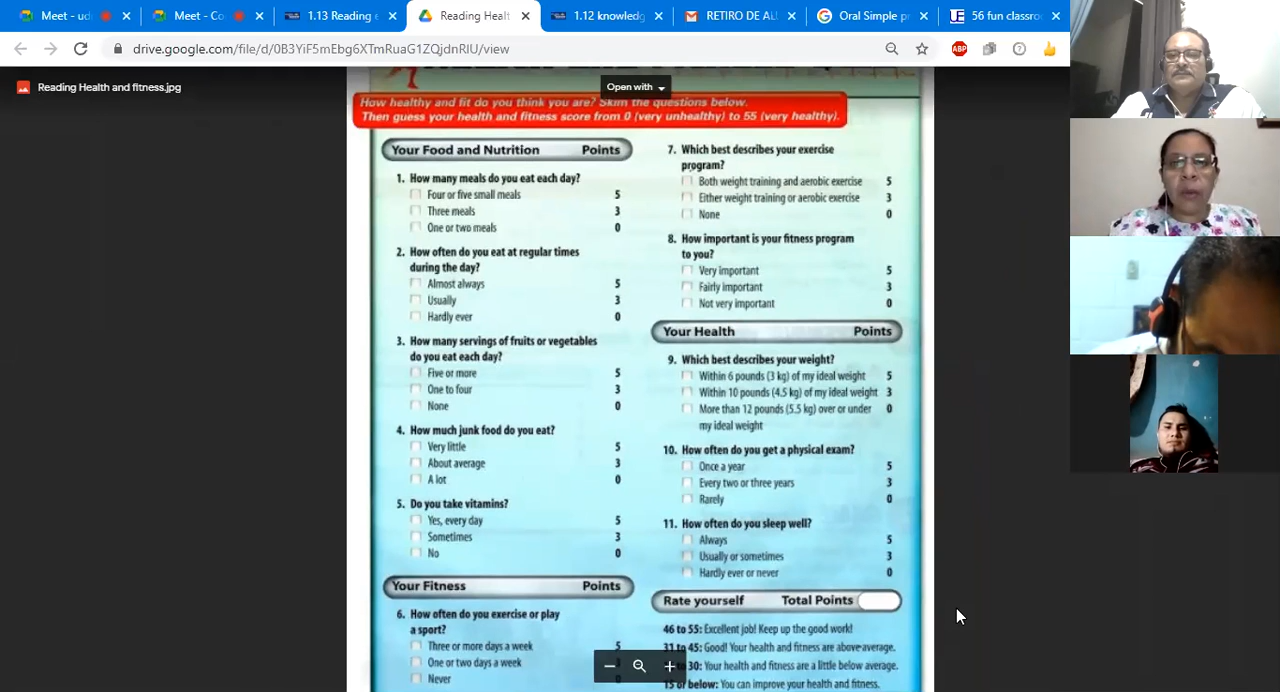 Meet - ud
Meet - Co
1.13 Reading e
Reading Healt
1.12 knowledg
RETIRO DE AL
Oral Simple p
56 fun classro
drive.google.com/file/d/0B3YiF5mEbg6XTmRuaG1ZQjdnRlU/view
ABP
Reading Health and fitness.jpg
Open with
How healthy and fit do you think you are? Skim the questions below.
Then guess your health and fitness score from 0 (very unhealthy) to 55 (very healthy).
Your Food and Nutrition Points
1. How many meals do you eat each day?
Four or five small meals 5
Three meals 3
One or two meals 0
2. How often do you eat at regular times
during the day?
Almost always 5
Usually 3
Hardly ever 0
3. How many servings of fruits or vegetables
do you eat each day?
Five or more 5
One to four 3
None 0
4. How much junk food do you eat?
Very little 5
About average 3
A lot 0
5. Do you take vitamins?
Yes, every day 5
Sometimes 3
No 0
Your Fitness Points
6. How often do you exercise or play
a sport?
Three or more days a week 5
One or two days a week 3
Never 0
7. Which best describes your exercise
program?
Both weight training and aerobic exercise 5
Either weight training or aerobic exercise 3
None 0
8. How important is your fitness program
to you?
Very important 5
Fairly important 3
Not very important 0
Your Health Points
9. Which best describes your weight?
Within 6 pounds (3 kg) of my ideal weight 5
Within 10 pounds (4.5 kg) of my ideal weight 3
More than 12 pounds (5.5 kg) over or under 0
my ideal weight
10. How often do you get a physical exam?
Once a year 5
Every two or three years 3
Rarely 0
11. How often do you sleep well?
Always 5
Usually or sometimes 3
Hardly ever or never 0
Rate yourself Total Points
46 to 55: Excellent job! Keep up the good work!
31 to 45: Good! Your health and fitness are above average.
30: Your health and fitness are a little below average.
15 or below: You can improve your health and fitness.